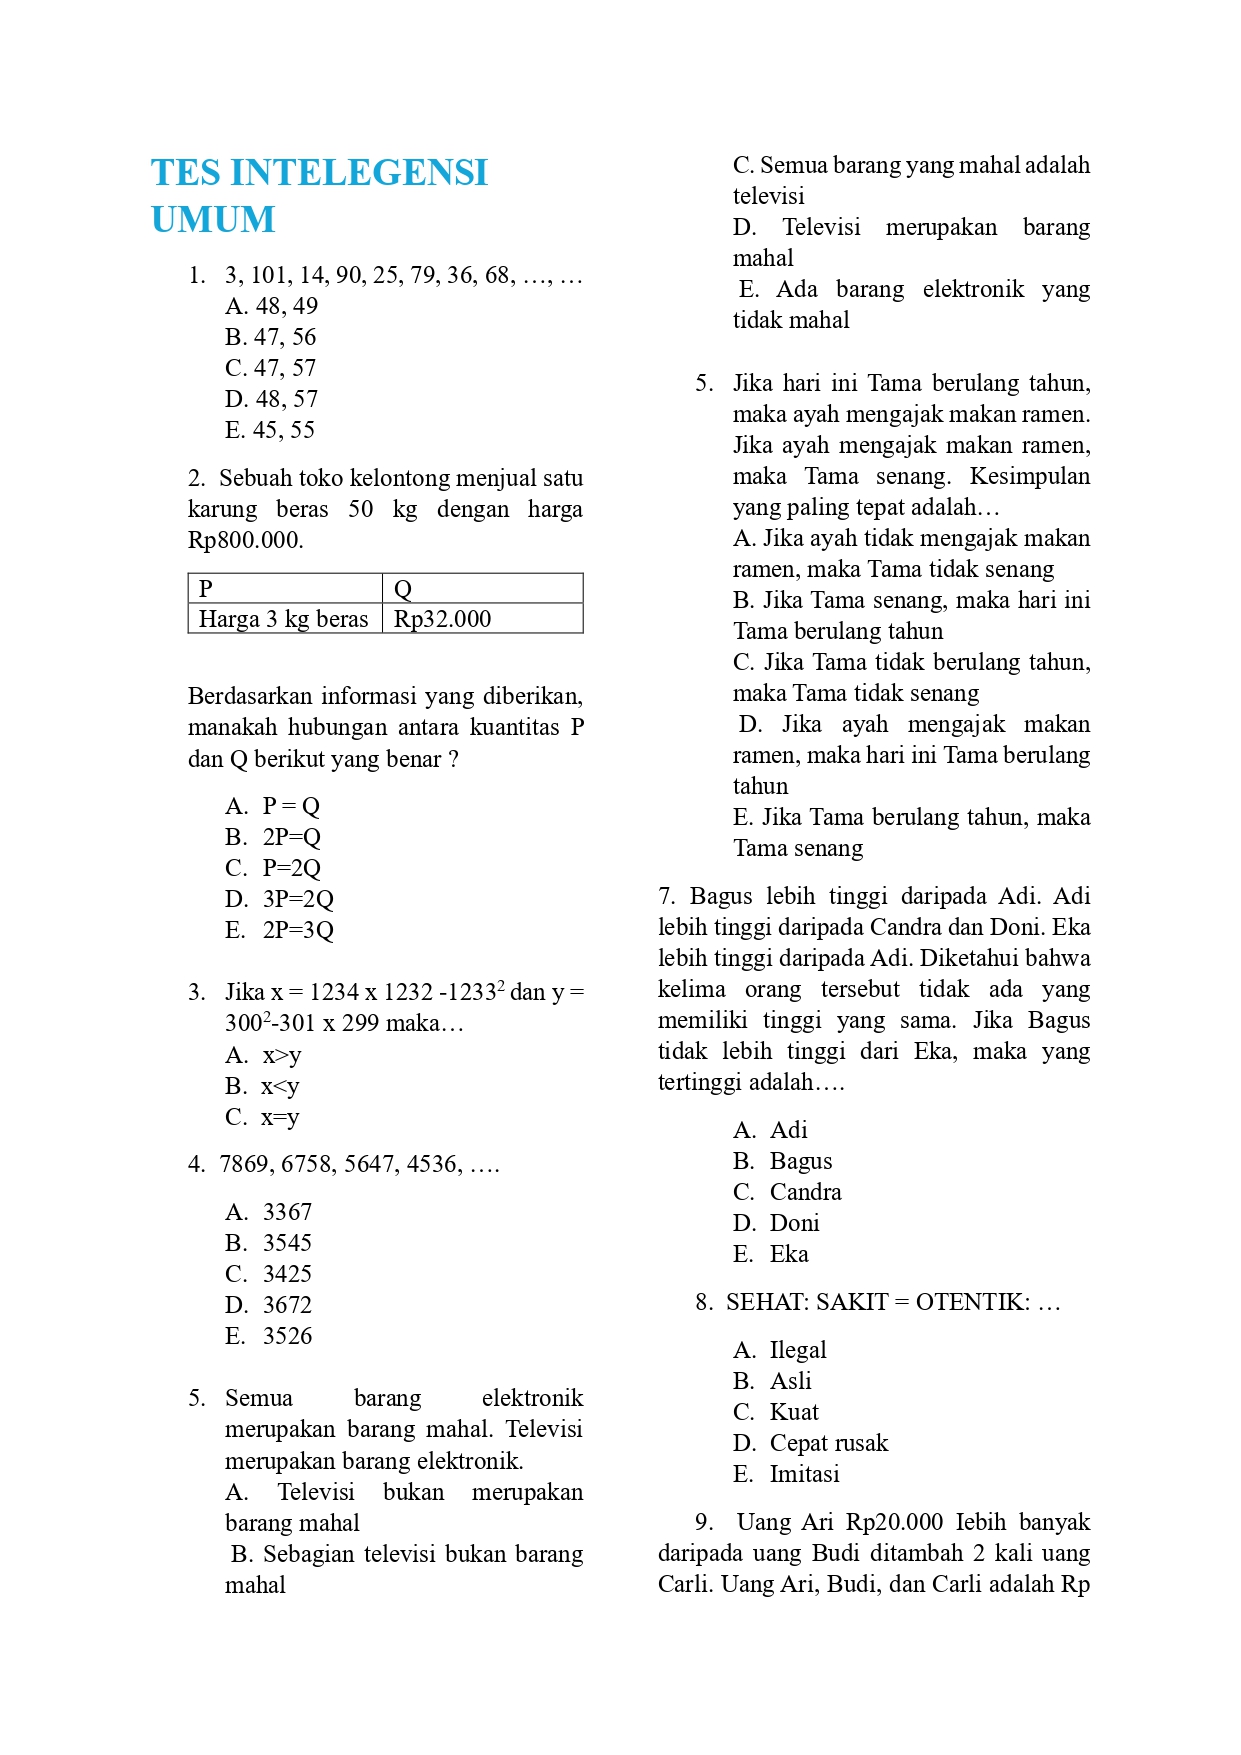 TES INTELEGENSI
UMUM
1. 3, 101, 14, 90, 25, 79, 36, 68, …, …
A. 48, 49
B. 47, 56
C. 47, 57
D. 48, 57
E. 45, 55
2. Sebuah toko kelontong menjual satu
karung beras 50 kg dengan harga
Rp800.000.
P Q
Harga 3 kg beras Rp32.000
Berdasarkan informasi yang diberikan,
manakah hubungan antara kuantitas P
dan Q berikut yang benar ?
A. P = Q
B. 2P=Q
C. P=2Q
D. 3P=2Q
E. 2P=3Q
3. Jika x = 1234 x 1232 -1233² dan y =
300²-301 x 299 maka…
A. x>y
B. x<y
C. x=y
4. 7869, 6758, 5647, 4536, ….
A. 3367
B. 3545
C. 3425
D. 3672
E. 3526
5. Semua barang elektronik
merupakan barang mahal. Televisi
merupakan barang elektronik.
A. Televisi bukan merupakan
barang mahal
B. Sebagian televisi bukan barang
mahal
C. Semua barang yang mahal adalah
televisi
D. Televisi merupakan barang
mahal
E. Ada barang elektronik yang
tidak mahal
5. Jika hari ini Tama berulang tahun,
maka ayah mengajak makan ramen.
Jika ayah mengajak makan ramen,
maka Tama senang. Kesimpulan
yang paling tepat adalah…
A. Jika ayah tidak mengajak makan
ramen, maka Tama tidak senang
B. Jika Tama senang, maka hari ini
Tama berulang tahun
C. Jika Tama tidak berulang tahun,
maka Tama tidak senang
D. Jika ayah mengajak makan
ramen, maka hari ini Tama berulang
tahun
E. Jika Tama berulang tahun, maka
Tama senang
7. Bagus lebih tinggi daripada Adi. Adi
lebih tinggi daripada Candra dan Doni. Eka
lebih tinggi daripada Adi. Diketahui bahwa
kelima orang tersebut tidak ada yang
memiliki tinggi yang sama. Jika Bagus
tidak lebih tinggi dari Eka, maka yang
tertinggi adalah….
A. Adi
B. Bagus
C. Candra
D. Doni
E. Eka
8. SEHAT: SAKIT = OTENTIK: …
A. Ilegal
B. Asli
C. Kuat
D. Cepat rusak
E. Imitasi
9. Uang Ari Rp20.000 Iebih banyak
daripada uang Budi ditambah 2 kali uang
Carli. Uang Ari, Budi, dan Carli adalah Rp